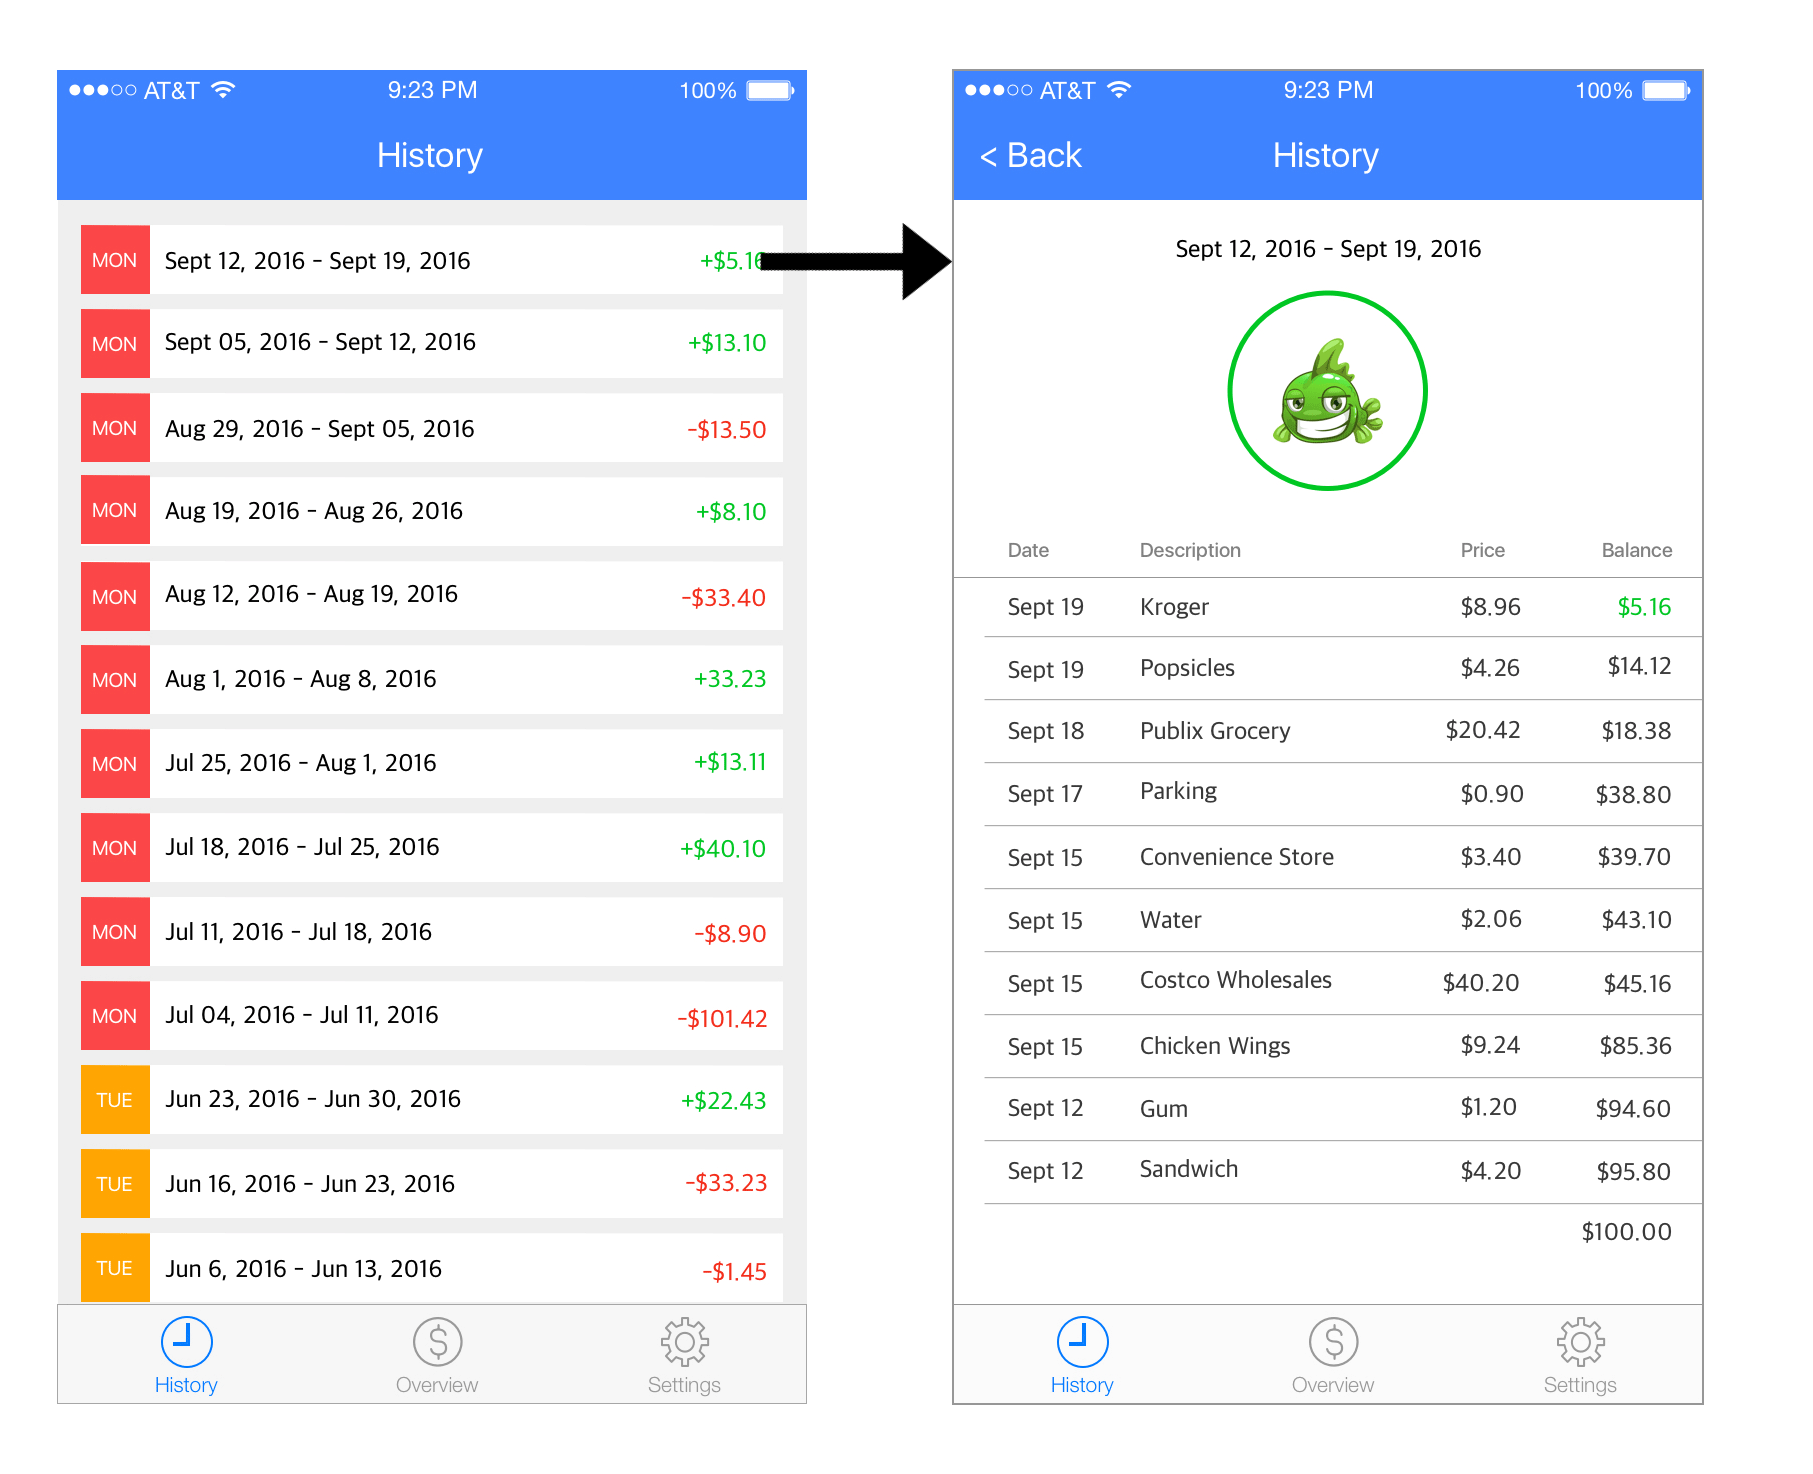 AT&T 9:23 PM 100%
History
MON Sept 12, 2016 - Sept 19, 2016 +$5.16
MON Sept 05, 2016 - Sept 12, 2016 +$13.10
MON Aug 29, 2016 - Sept 05, 2016 -$13.50
MON Aug 19, 2016 - Aug 26, 2016 +$8.10
MON Aug 12, 2016 - Aug 19, 2016 -$33.40
MON Aug 1, 2016 - Aug 8, 2016 +33.23
MON Jul 25, 2016 - Aug 1, 2016 +$13.11
MON Jul 18, 2016 - Jul 25, 2016 +$40.10
MON Jul 11, 2016 - Jul 18, 2016 -$8.90
MON Jul 04, 2016 - Jul 11, 2016 -$101.42
TUE Jun 23, 2016 - Jun 30, 2016 +$22.43
TUE Jun 16, 2016 - Jun 23, 2016 -$33.23
TUE Jun 6, 2016 - Jun 13, 2016 -$1.45
History Overview Settings
AT&T 9:23 PM 100%
< Back History
Sept 12, 2016 - Sept 19, 2016
Date Description Price Balance
Sept 19 Kroger $8.96 $5.16
Sept 19 Popsicles $4.26 $14.12
Sept 18 Publix Grocery $20.42 $18.38
Sept 17 Parking $0.90 $38.80
Sept 15 Convenience Store $3.40 $39.70
Sept 15 Water $2.06 $43.10
Sept 15 Costco Wholesales $40.20 $45.16
Sept 15 Chicken Wings $9.24 $85.36
Sept 12 Gum $1.20 $94.60
Sept 12 Sandwich $4.20 $95.80
$100.00
History Overview Settings